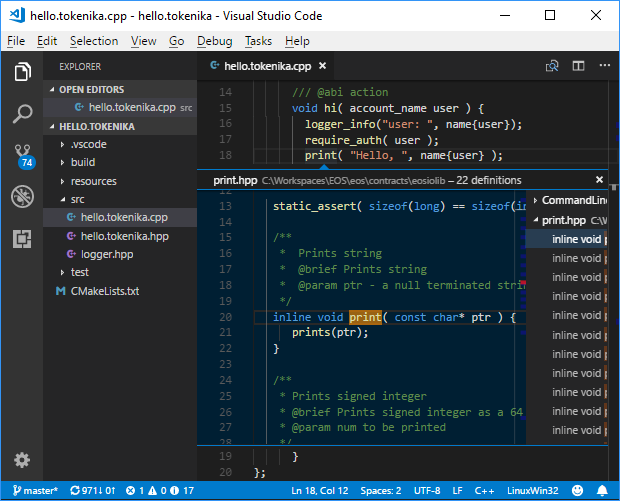 hello.tokenika.cpp - hello.tokenika - Visual Studio Code
File Edit Selection View Go Debug Tasks Help
EXPLORER
OPEN EDITORS
hello.tokenika.cpp src
HELLO.TOKENIKA
.vscode
build
resources
src
hello.tokenika.cpp
hello.tokenika.hpp
logger.hpp
test
CMakeLists.txt
74
hello.tokenika.cpp
14 /// @abi action
15 void hi( account_name user ) {
16 logger_info("user: ", name{user});
17 require_auth( user );
18 print( "Hello, ", name{user} );
print.hpp C:\Workspaces\EOS\eos\contracts\eosiolib – 22 definitions
12
13 static_assert( sizeof(long) == sizeof(in
14
15 /**
16 * Prints string
17 * @brief Prints string
18 * @param ptr - a null terminated strin
19 */
20 inline void print( const char* ptr ) {
21 prints(ptr);
22 }
23
24 /**
25 * Prints signed integer
26 * @brief Prints signed integer as a 64
27 * @param num to be printed
28 */
CommandLine
print.hpp C:\W
inline void p
inline void p
inline void p
inline void p
inline void p
inline void p
inline void p
inline void p
inline void p
inline void p
inline void p
19 }
20 };
master* 971↓ 0↑ 1 0 17 Ln 18, Col 12 Spaces: 2 UTF-8 LF C++ LinuxWin32